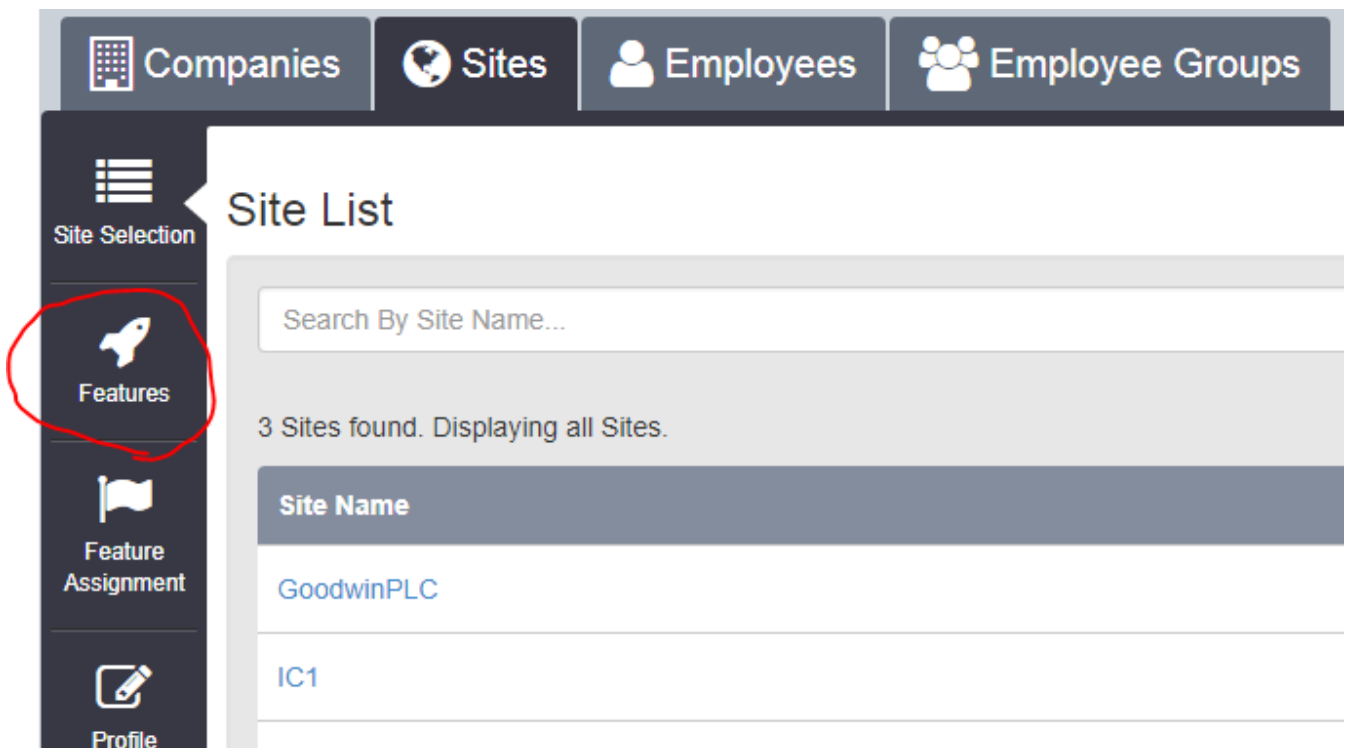 Companies
Sites
Employees
Employee Groups
Site Selection
Features
Feature
Assignment
Profile
Site List
Search By Site Name...
3 Sites found. Displaying all Sites.
Site Name
GoodwinPLC
IC1